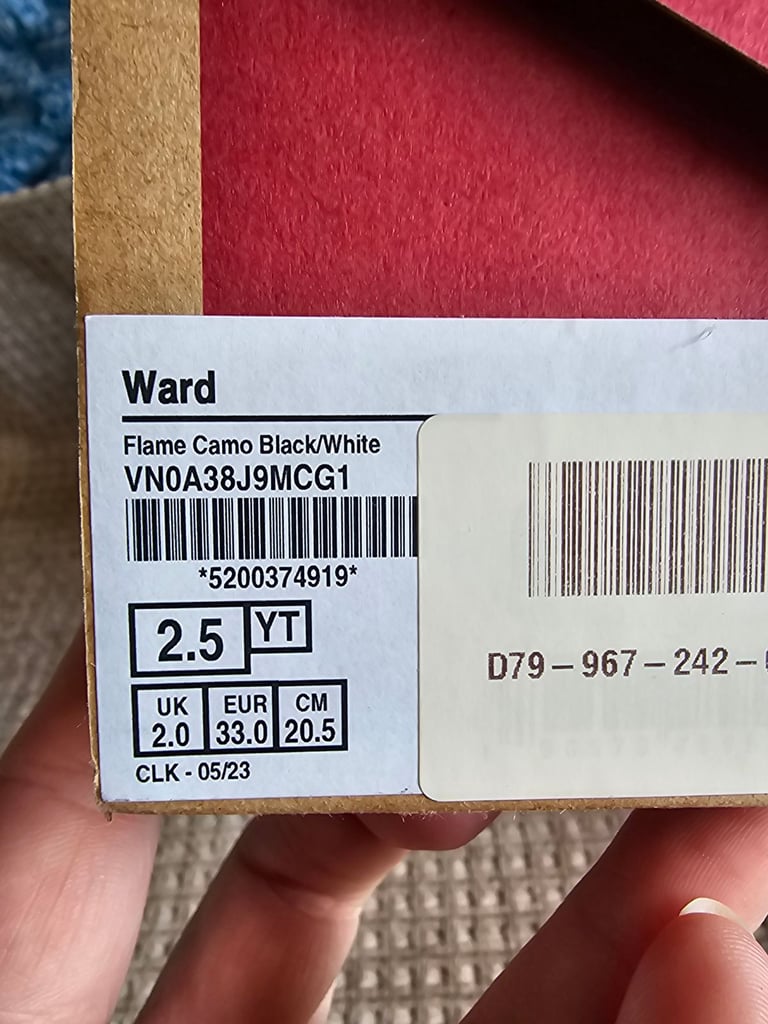 Ward
Flame Camo Black/White
VN0A38J9MCG1
*5200374919*
2.5 YT
UK EUR CM
2.0 33.0 20.5
CLK - 05/23
D79-967-242-